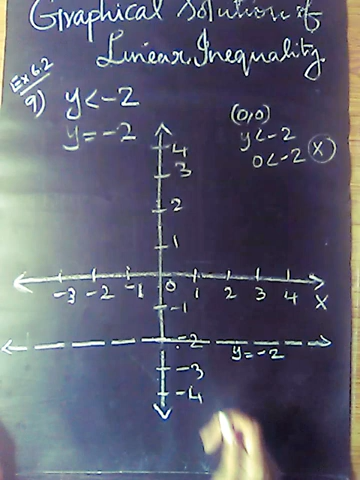 Graphical Solution of
Linear Inequality
Ex 6.2
9) y < -2
y = -2
(0,0)
y < -2
0 < -2 (X)
4
3
2
1
-3 -2 -1 0 1 2 3 4 X
-1
-2
y = -2
-3
-4